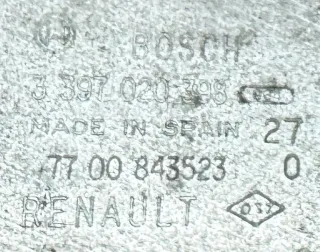 BOSCH
3 397 020 398
MADE IN SPAIN 27
77 00 843523 0
RENAULT